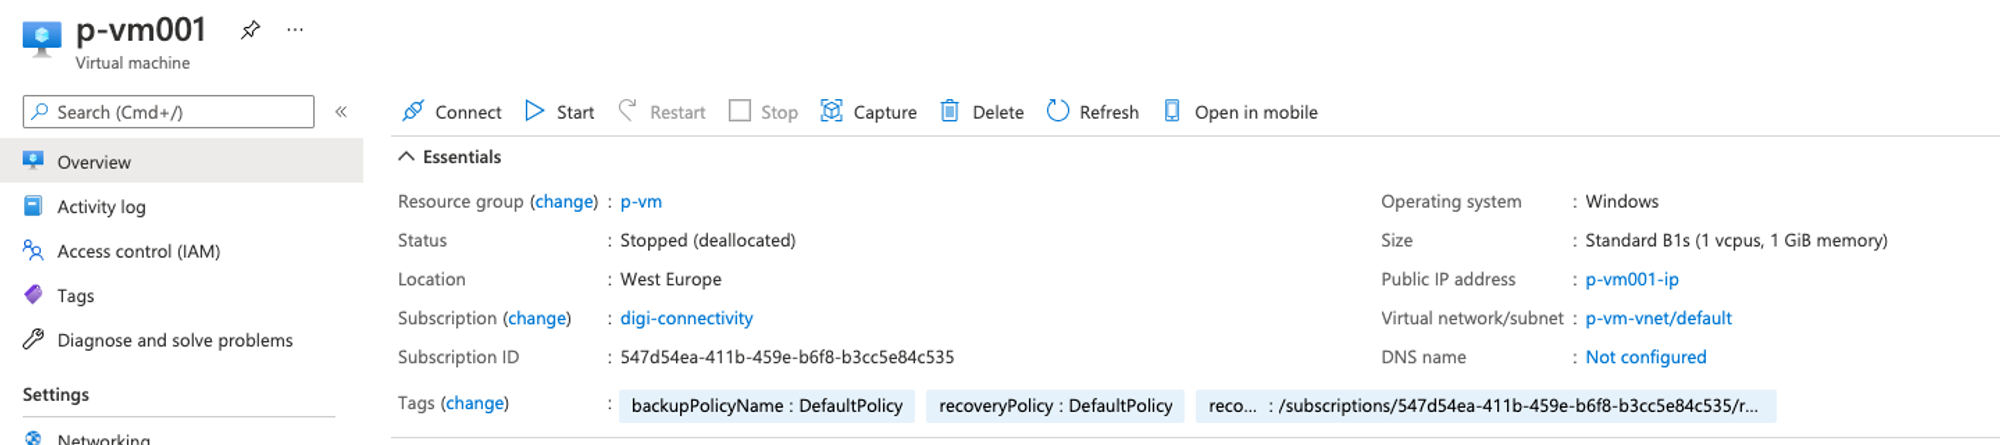 p-vm001
Virtual machine
Search (Cmd+/)
Overview
Activity log
Access control (IAM)
Tags
Diagnose and solve problems
Settings
Networking
Connect Start Restart Stop Capture Delete Refresh Open in mobile
Essentials
Resource group (change) : p-vm
Status : Stopped (deallocated)
Location : West Europe
Subscription (change) : digi-connectivity
Subscription ID : 547d54ea-411b-459e-b6f8-b3cc5e84c535
Tags (change) : backupPolicyName : DefaultPolicy recoveryPolicy : DefaultPolicy reco... : /subscriptions/547d54ea-411b-459e-b6f8-b3cc5e84c535/r...
Operating system : Windows
Size : Standard B1s (1 vcpus, 1 GiB memory)
Public IP address : p-vm001-ip
Virtual network/subnet : p-vm-vnet/default
DNS name : Not configured